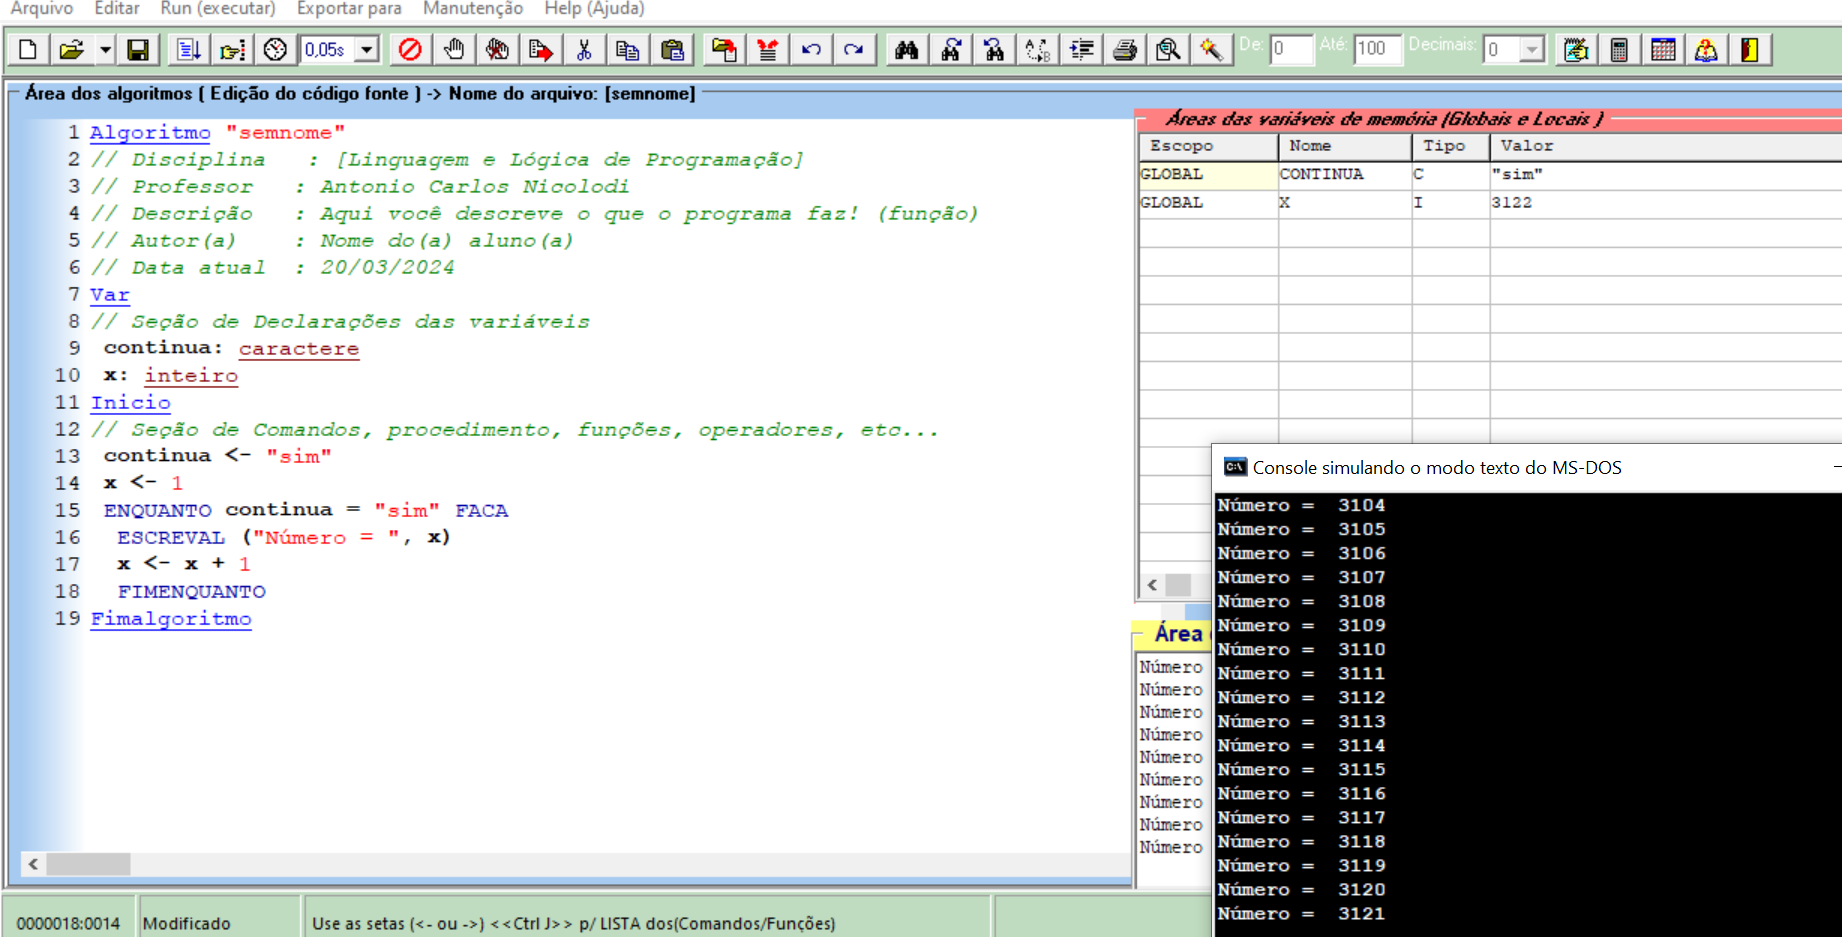 Arquivo Editar Run (executar) Exportar para Manutenção Help (Ajuda)
0,05s De: 0 Até: 100 Decimais: 0
Área dos algoritmos ( Edição do código fonte ) -> Nome do arquivo: [semnome]
1 Algoritmo "semnome"
2 // Disciplina : [Linguagem e Lógica de Programação]
3 // Professor : Antonio Carlos Nicolodi
4 // Descrição : Aqui você descreve o que o programa faz! (função)
5 // Autor(a) : Nome do(a) aluno(a)
6 // Data atual : 20/03/2024
7 Var
8 // Seção de Declarações das variáveis
9 continua: caractere
10 x: inteiro
11 Inicio
12 // Seção de Comandos, procedimento, funções, operadores, etc...
13 continua <- "sim"
14 x <- 1
15 ENQUANTO continua = "sim" FACA
16 ESCREVAL ("Número = ", x)
17 x <- x + 1
18 FIMENQUANTO
19 Fimalgoritmo
Áreas das variáveis de memória (Globais e Locais )
Escopo Nome Tipo Valor
GLOBAL CONTINUA C "sim"
GLOBAL X I 3122
Área
Número
Número
Número
Número
Número
Número
Número
Número
Número
Console simulando o modo texto do MS-DOS
Número = 3104
Número = 3105
Número = 3106
Número = 3107
Número = 3108
Número = 3109
Número = 3110
Número = 3111
Número = 3112
Número = 3113
Número = 3114
Número = 3115
Número = 3116
Número = 3117
Número = 3118
Número = 3119
Número = 3120
Número = 3121
0000018:0014 Modificado Use as setas (<- ou ->) <<Ctrl J>> p/ LISTA dos(Comandos/Funções)